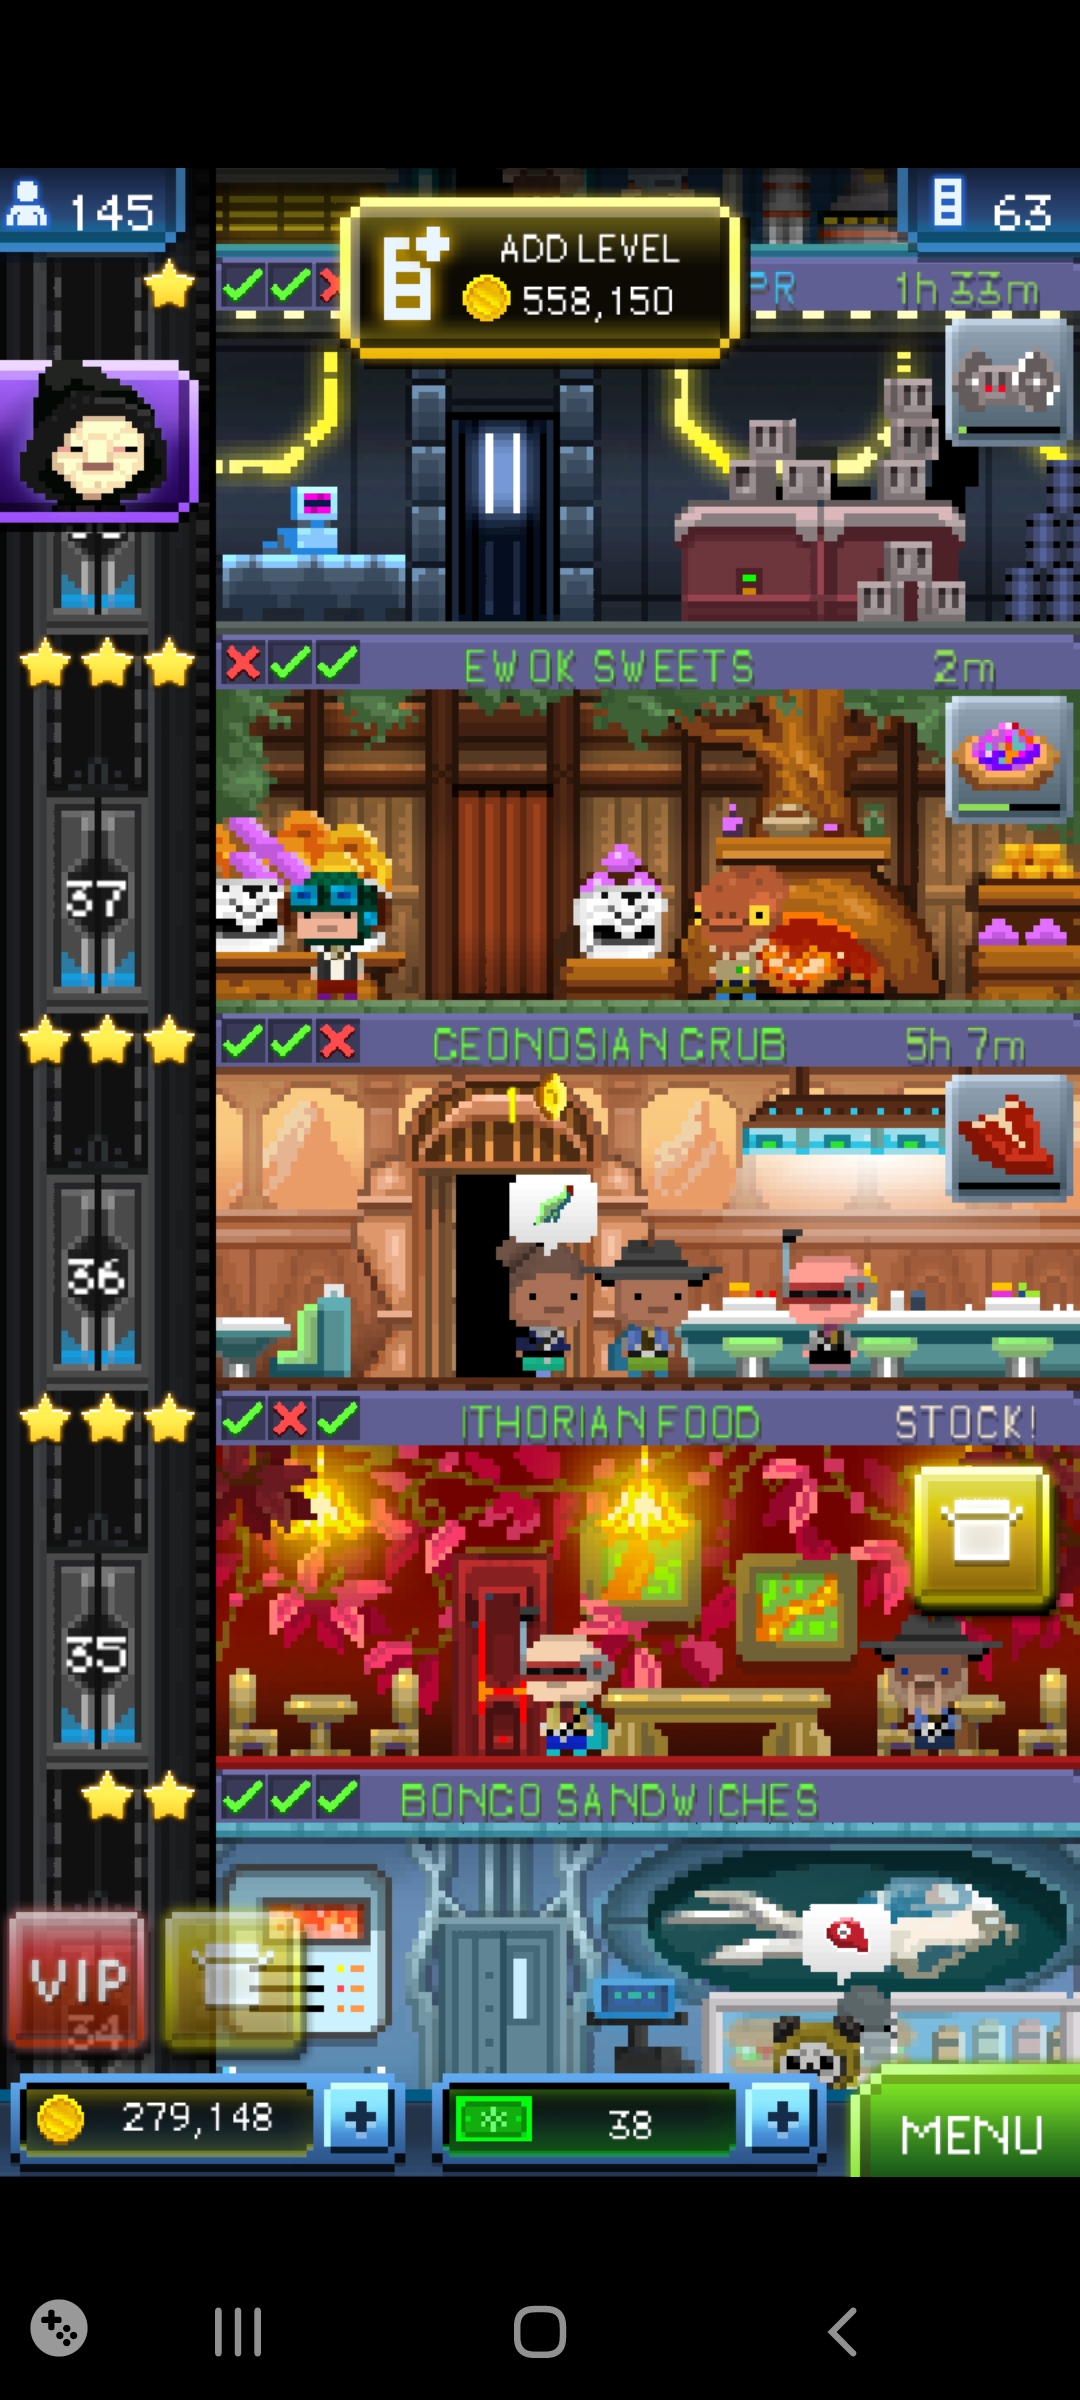 145
ADD LEVEL
558,150
63
PR
1h 33m
EWOK SWEETS
2m
37
GEONOSIAN GRUB
5h 7m
1
36
ITHORIAN FOOD
STOCK!
35
BONGO SANDWICHES
VIP
34
279,148
+
38
+
MENU